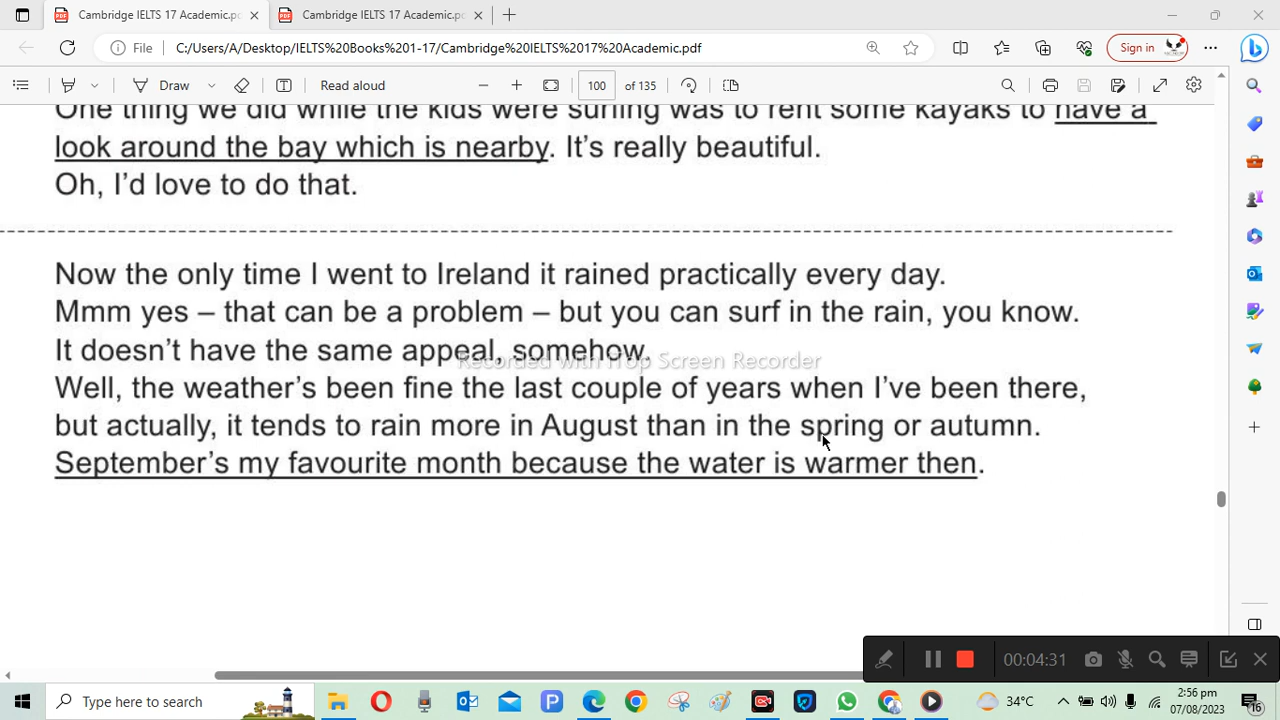 Cambridge IELTS 17 Academic.pdf
Cambridge IELTS 17 Academic.pdf
File C:/Users/A/Desktop/IELTS%20Books%201-17/Cambridge%20IELTS%2017%20Academic.pdf Sign in
Draw Read aloud 100 of 135
One thing we did while the kids were surfing was to rent some kayaks to have a
look around the bay which is nearby. It's really beautiful.
Oh, I'd love to do that.
Now the only time I went to Ireland it rained practically every day.
Mmm yes – that can be a problem – but you can surf in the rain, you know.
It doesn't have the same appeal, somehow.
Recorded with iTop Screen Recorder
Well, the weather's been fine the last couple of years when I've been there,
but actually, it tends to rain more in August than in the spring or autumn.
September's my favourite month because the water is warmer then.
00:04:31
Type here to search
34°C
2:56 pm
07/08/2023
16